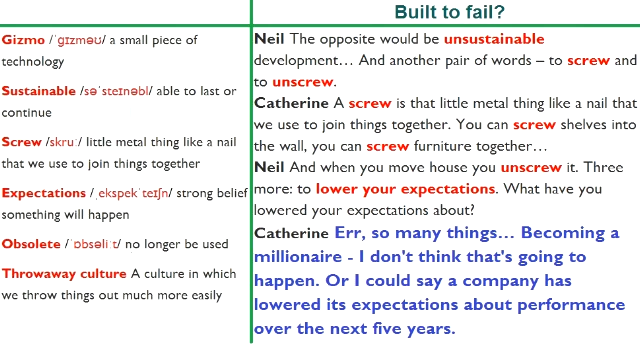 Built to fail?
Gizmo /ˈɡɪzməʊ/ a small piece of
technology
Sustainable /səˈsteɪnəbl/ able to last or
continue
Screw /skruː/ little metal thing like a nail
that we use to join things together
Expectations /ˌekspekˈteɪʃn/ strong belief
something will happen
Obsolete /ˈɒbsəliːt/ no longer be used
Throwaway culture A culture in which
we throw things out much more easily
Neil The opposite would be unsustainable
development… And another pair of words – to screw and
to unscrew.
Catherine A screw is that little metal thing like a nail that
we use to join things together. You can screw shelves into
the wall, you can screw furniture together…
Neil And when you move house you unscrew it. Three
more: to lower your expectations. What have you
lowered your expectations about?
Catherine Err, so many things… Becoming a
millionaire - I don't think that's going to
happen. Or I could say a company has
lowered its expectations about performance
over the next five years.